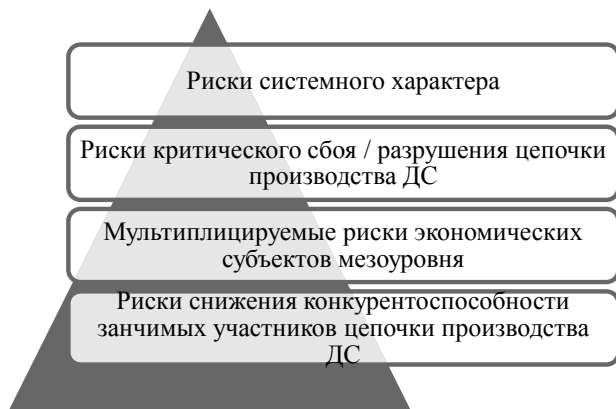 Риски системного характера
Риски критического сбоя / разрушения цепочки
производства ДС
Мультиплицируемые риски экономических
субъектов мезоуровня
Риски снижения конкурентоспособности
занчимых участников цепочки производства
ДС